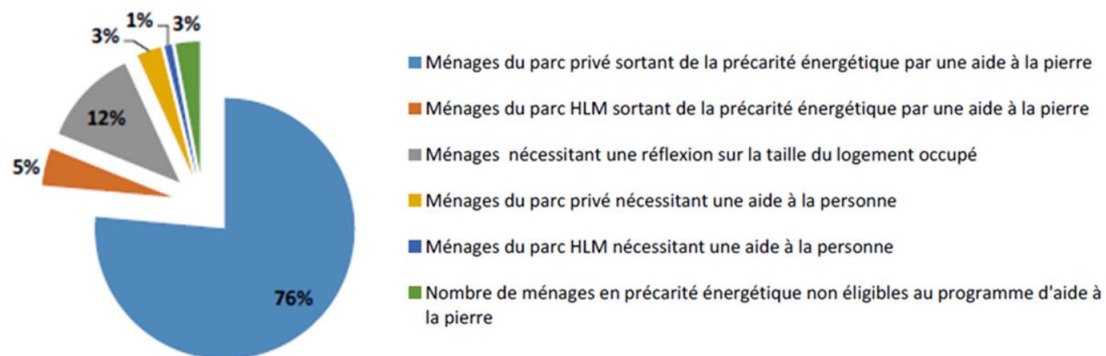 1%
3%
3%
12%
5%
76%
Ménages du parc privé sortant de la précarité énergétique par une aide à la pierre
Ménages du parc HLM sortant de la précarité énergétique par une aide à la pierre
Ménages nécessitant une réflexion sur la taille du logement occupé
Ménages du parc privé nécessitant une aide à la personne
Ménages du parc HLM nécessitant une aide à la personne
Nombre de ménages en précarité énergétique non éligibles au programme d'aide à
la pierre